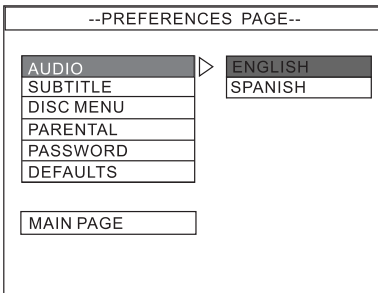 --PREFERENCES PAGE--
AUDIO
SUBTITLE
DISC MENU
PARENTAL
PASSWORD
DEFAULTS
MAIN PAGE
ENGLISH
SPANISH